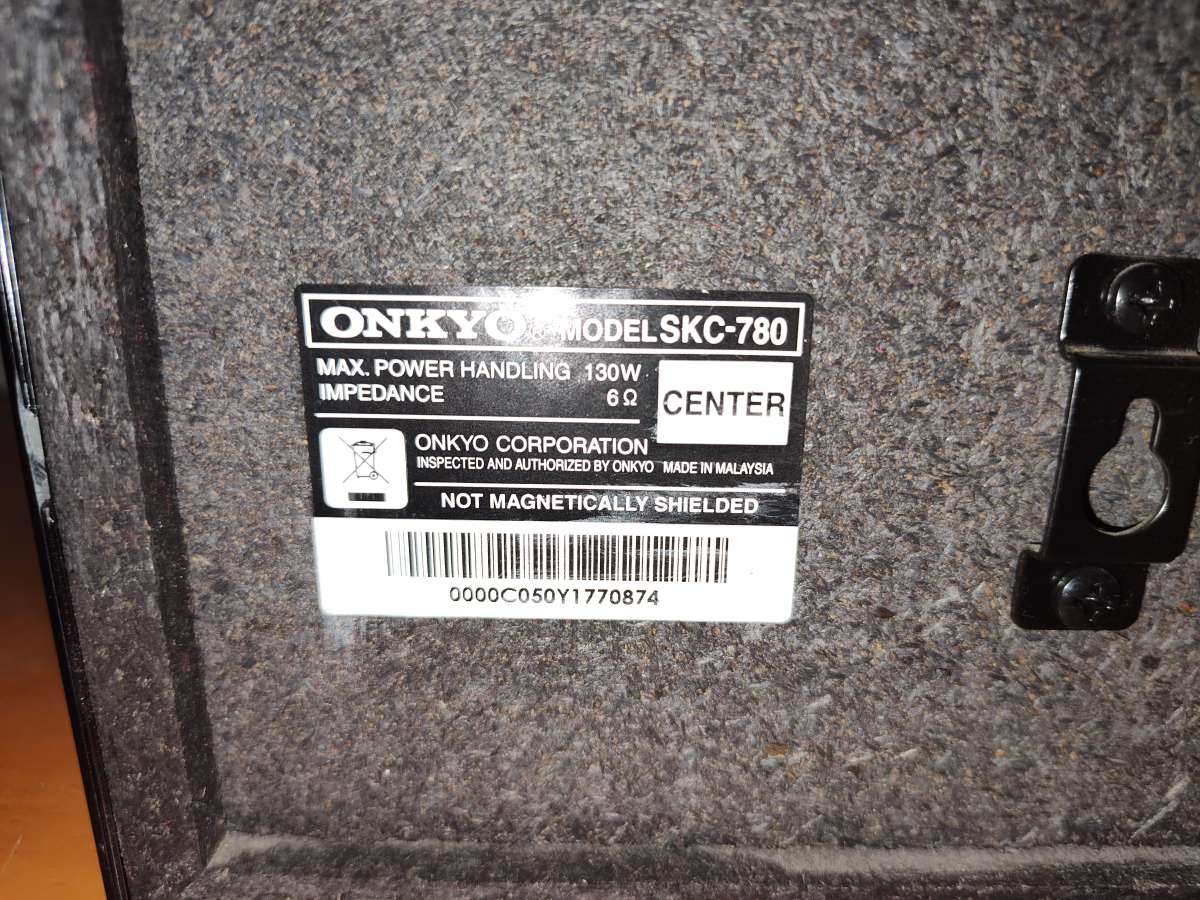 ONKYO® MODEL SKC-780
MAX. POWER HANDLING 130W
IMPEDANCE 6Ω
CENTER
ONKYO CORPORATION
INSPECTED AND AUTHORIZED BY ONKYO MADE IN MALAYSIA
NOT MAGNETICALLY SHIELDED
0000C050Y1770874